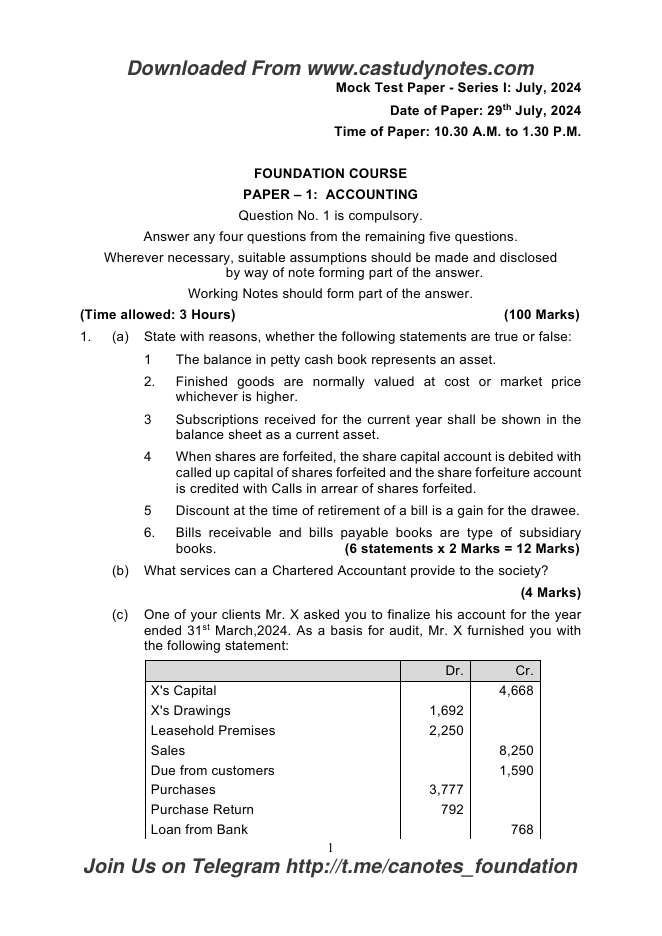 Downloaded From www.castudynotes.com
Mock Test Paper - Series I: July, 2024
Date of Paper: 29th July, 2024
Time of Paper: 10.30 A.M. to 1.30 P.M.
FOUNDATION COURSE
PAPER – 1: ACCOUNTING
Question No. 1 is compulsory.
Answer any four questions from the remaining five questions.
Wherever necessary, suitable assumptions should be made and disclosed
by way of note forming part of the answer.
Working Notes should form part of the answer.
(Time allowed: 3 Hours) (100 Marks)
1. (a) State with reasons, whether the following statements are true or false:
1 The balance in petty cash book represents an asset.
2. Finished goods are normally valued at cost or market price
whichever is higher.
3 Subscriptions received for the current year shall be shown in the
balance sheet as a current asset.
4 When shares are forfeited, the share capital account is debited with
called up capital of shares forfeited and the share forfeiture account
is credited with Calls in arrear of shares forfeited.
5 Discount at the time of retirement of a bill is a gain for the drawee.
6. Bills receivable and bills payable books are type of subsidiary
books. (6 statements x 2 Marks = 12 Marks)
(b) What services can a Chartered Accountant provide to the society?
(4 Marks)
(c) One of your clients Mr. X asked you to finalize his account for the year
ended 31st March,2024. As a basis for audit, Mr. X furnished you with
the following statement:
Dr. Cr.
X's Capital 4,668
X's Drawings 1,692
Leasehold Premises 2,250
Sales 8,250
Due from customers 1,590
Purchases 3,777
Purchase Return 792
Loan from Bank 768
1
Join Us on Telegram http://t.me/canotes_foundation